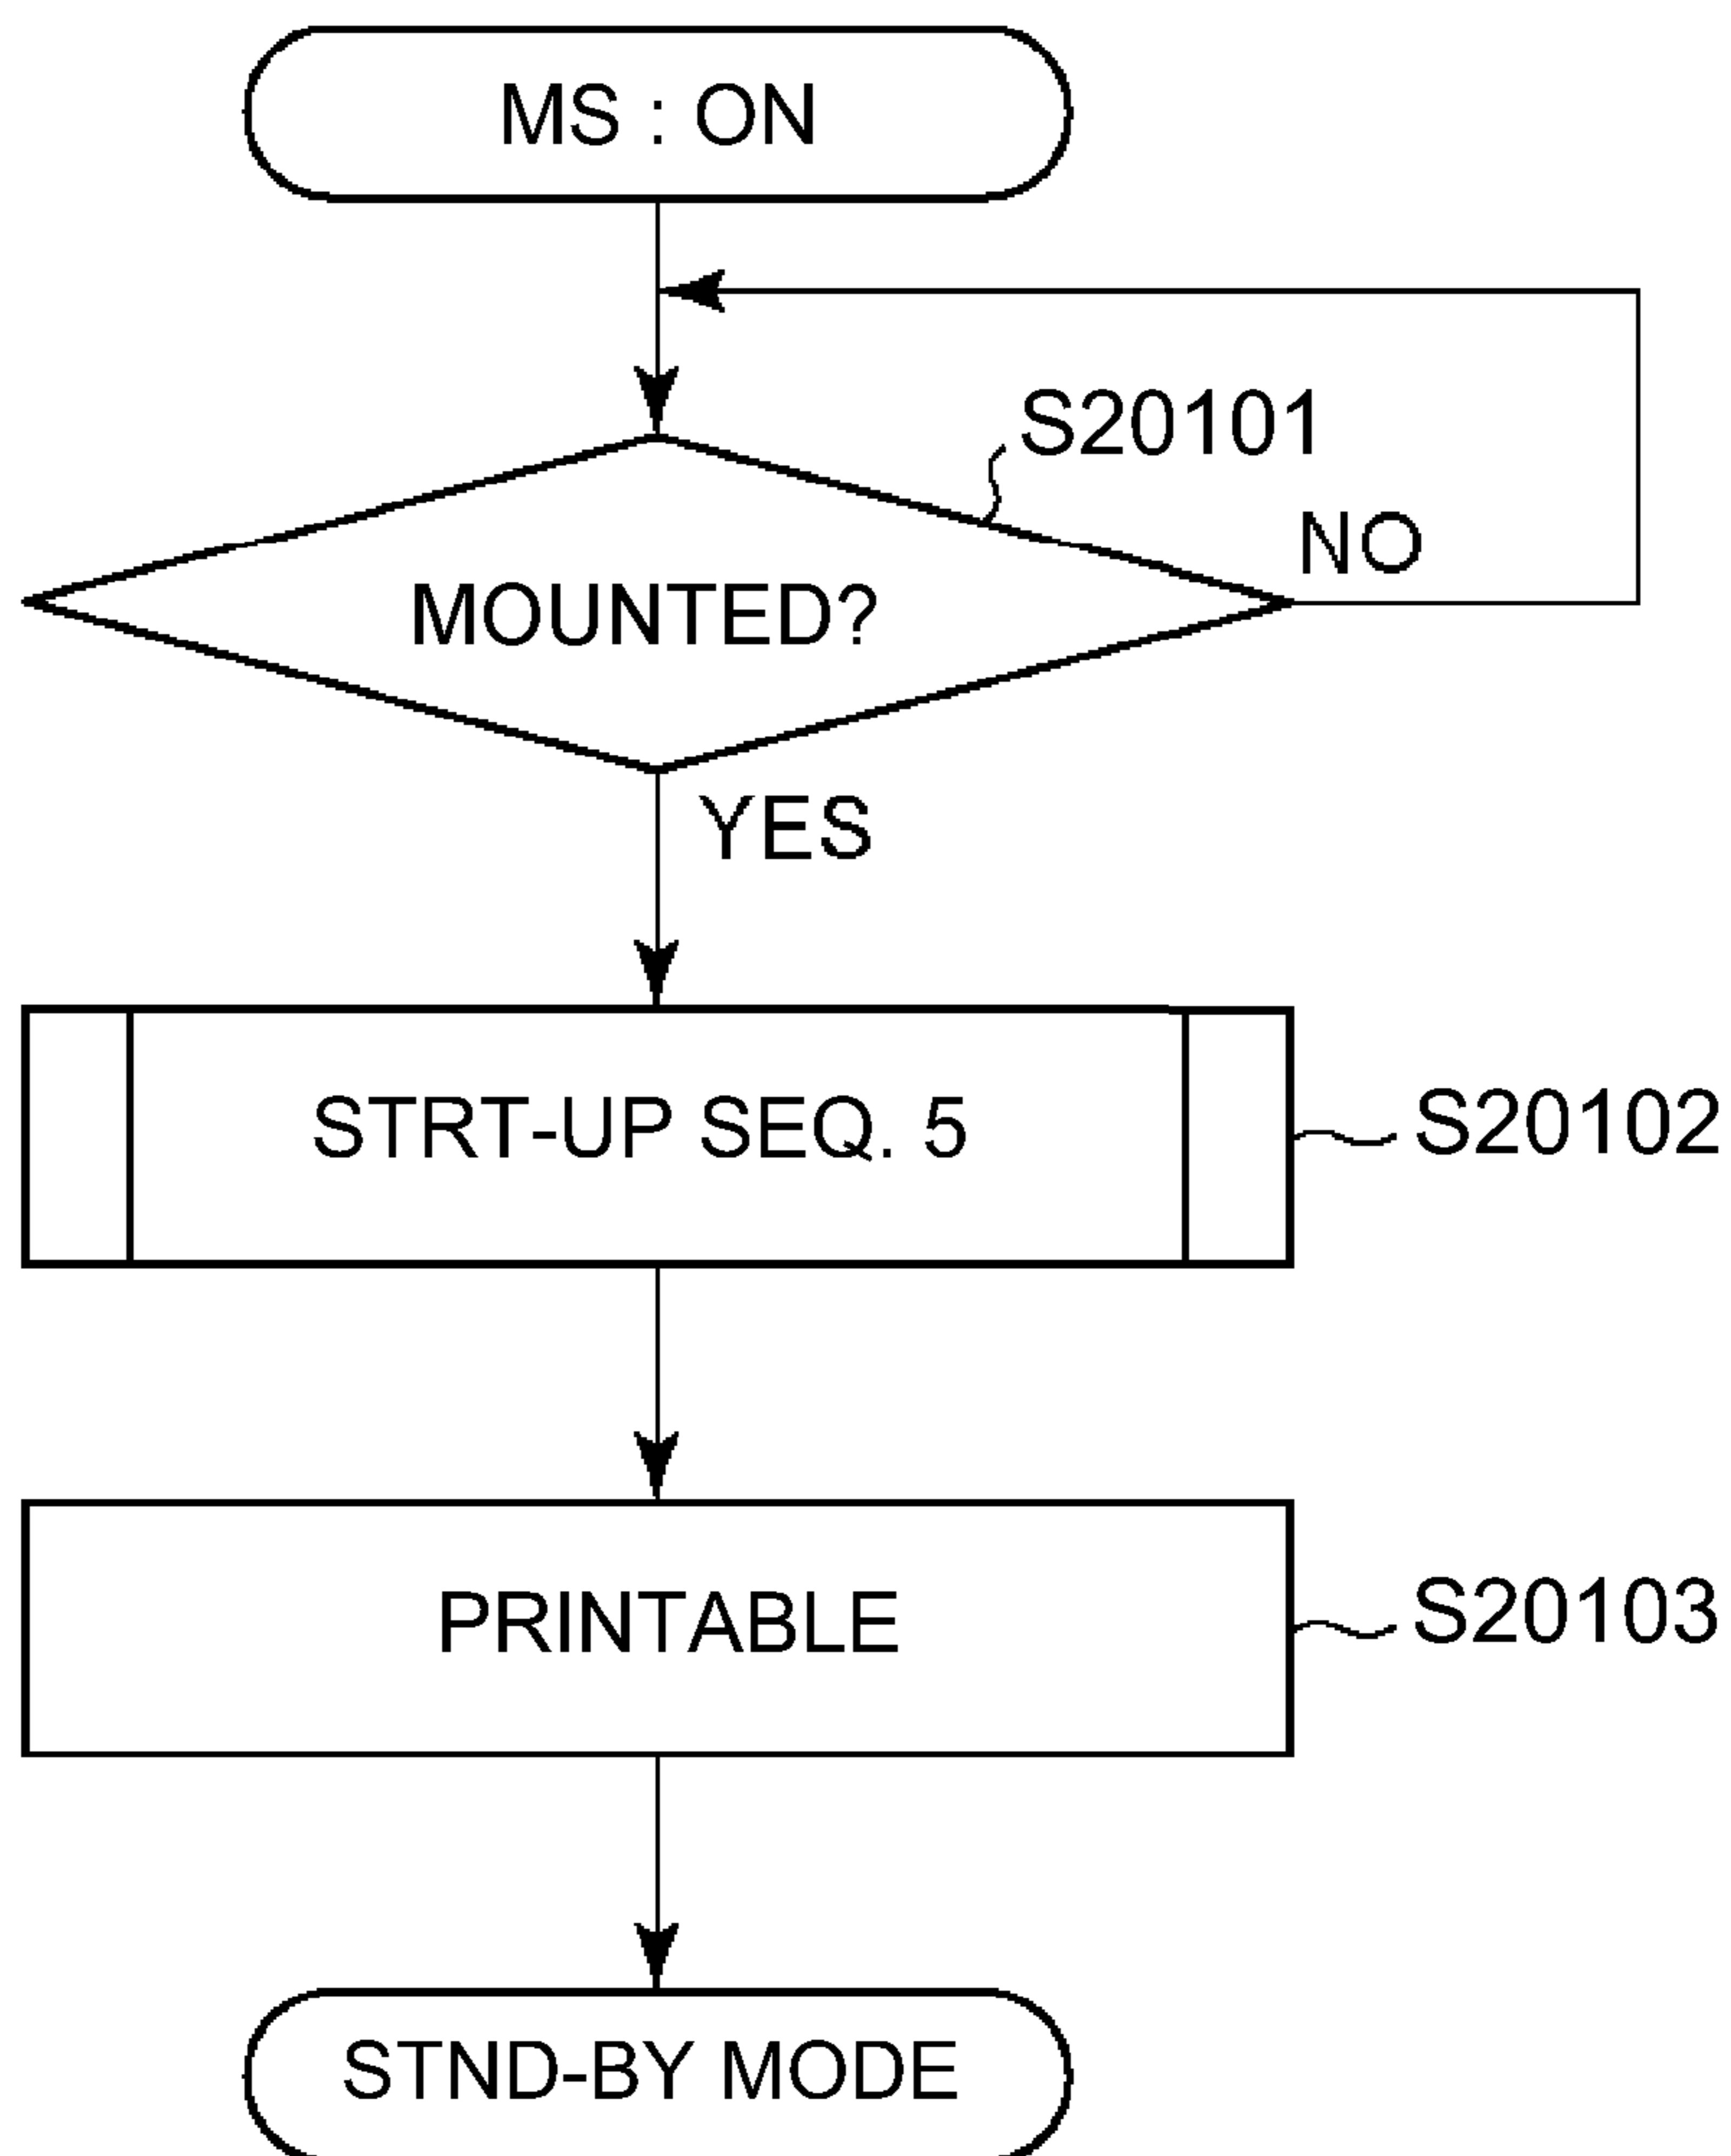 MS : ON
S20101
NO
MOUNTED?
YES
STRT-UP SEQ. 5
S20102
PRINTABLE
S20103
STND-BY MODE